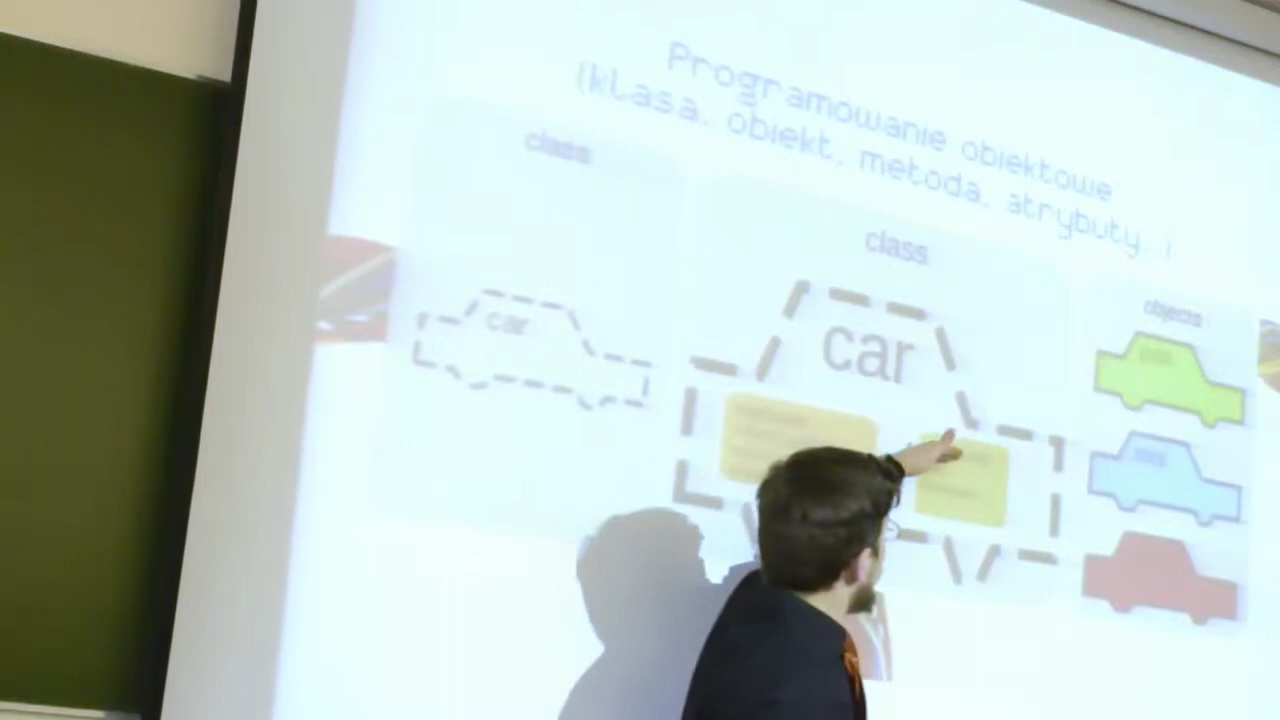 Programowanie obiektowe
(klasa, obiekt, metoda, atrybuty,.)
class
car
class
car
objects